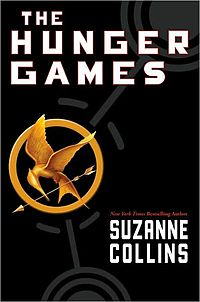 THE
HUNGER
GAMES
New York Times Bestselling Author
SUZANNE
COLLINS